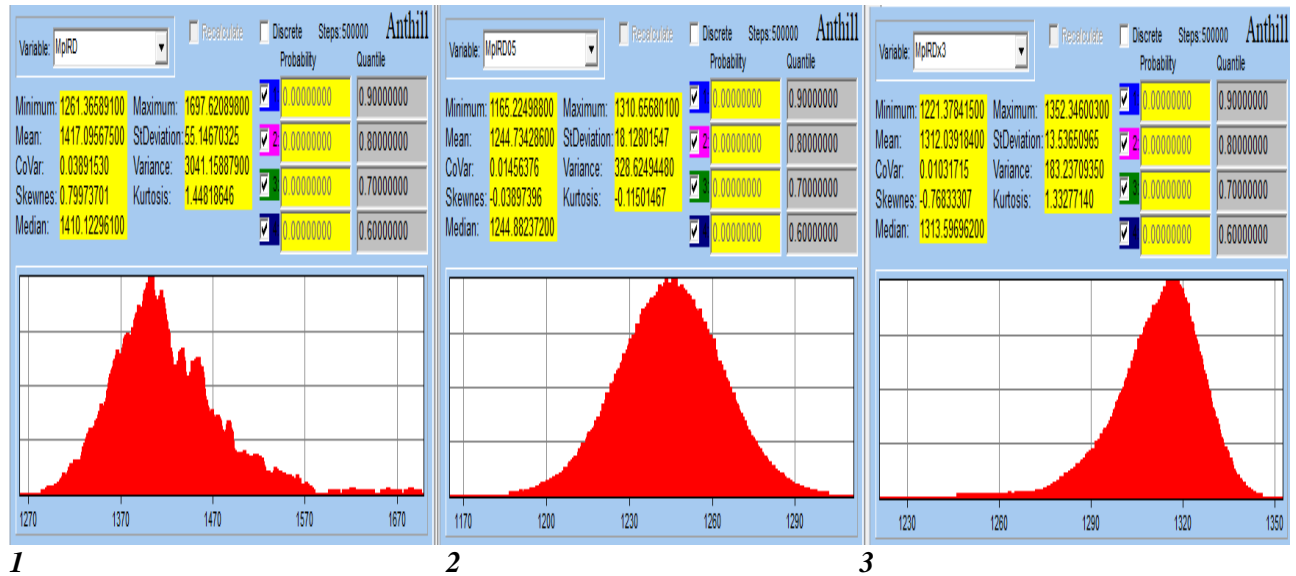 Variable: MpIRD Recalculate Discrete Steps:500000 Anthill
Probability Quantile
Minimum: 1261.36589100 Maximum: 1697.62089800 0.00000000 0.90000000
Mean: 1417.09567500 StDeviation: 55.14670325 2 0.00000000 0.80000000
CoVar: 0.03891530 Variance: 3041.15887900 3 0.00000000 0.70000000
Skewnes: 0.79973701 Kurtosis: 1.44818646 0.00000000 0.60000000
Median: 1410.12296100
1270 1370 1470 1570 1670
1
Variable: MpIRD05 Recalculate Discrete Steps:500000 Anthill
Probability Quantile
Minimum: 1165.22498800 Maximum: 1310.65680100 0.00000000 0.90000000
Mean: 1244.73428600 StDeviation: 18.12801547 2 0.00000000 0.80000000
CoVar: 0.01456376 Variance: 328.62494480 3 0.00000000 0.70000000
Skewnes: -0.03897396 Kurtosis: -0.11501467 0.00000000 0.60000000
Median: 1244.88237200
1170 1200 1230 1260 1290
2
Variable: MpIRDx3 Recalculate Discrete Steps:500000 Anthill
Probability Quantile
Minimum: 1221.37841500 Maximum: 1352.34600300 0.00000000 0.90000000
Mean: 1312.03918400 StDeviation: 13.53650965 2 0.00000000 0.80000000
CoVar: 0.01031715 Variance: 183.23709350 3 0.00000000 0.70000000
Skewnes: -0.76833307 Kurtosis: 1.33277140 0.00000000 0.60000000
Median: 1313.59696200
1230 1260 1290 1320 1350
3